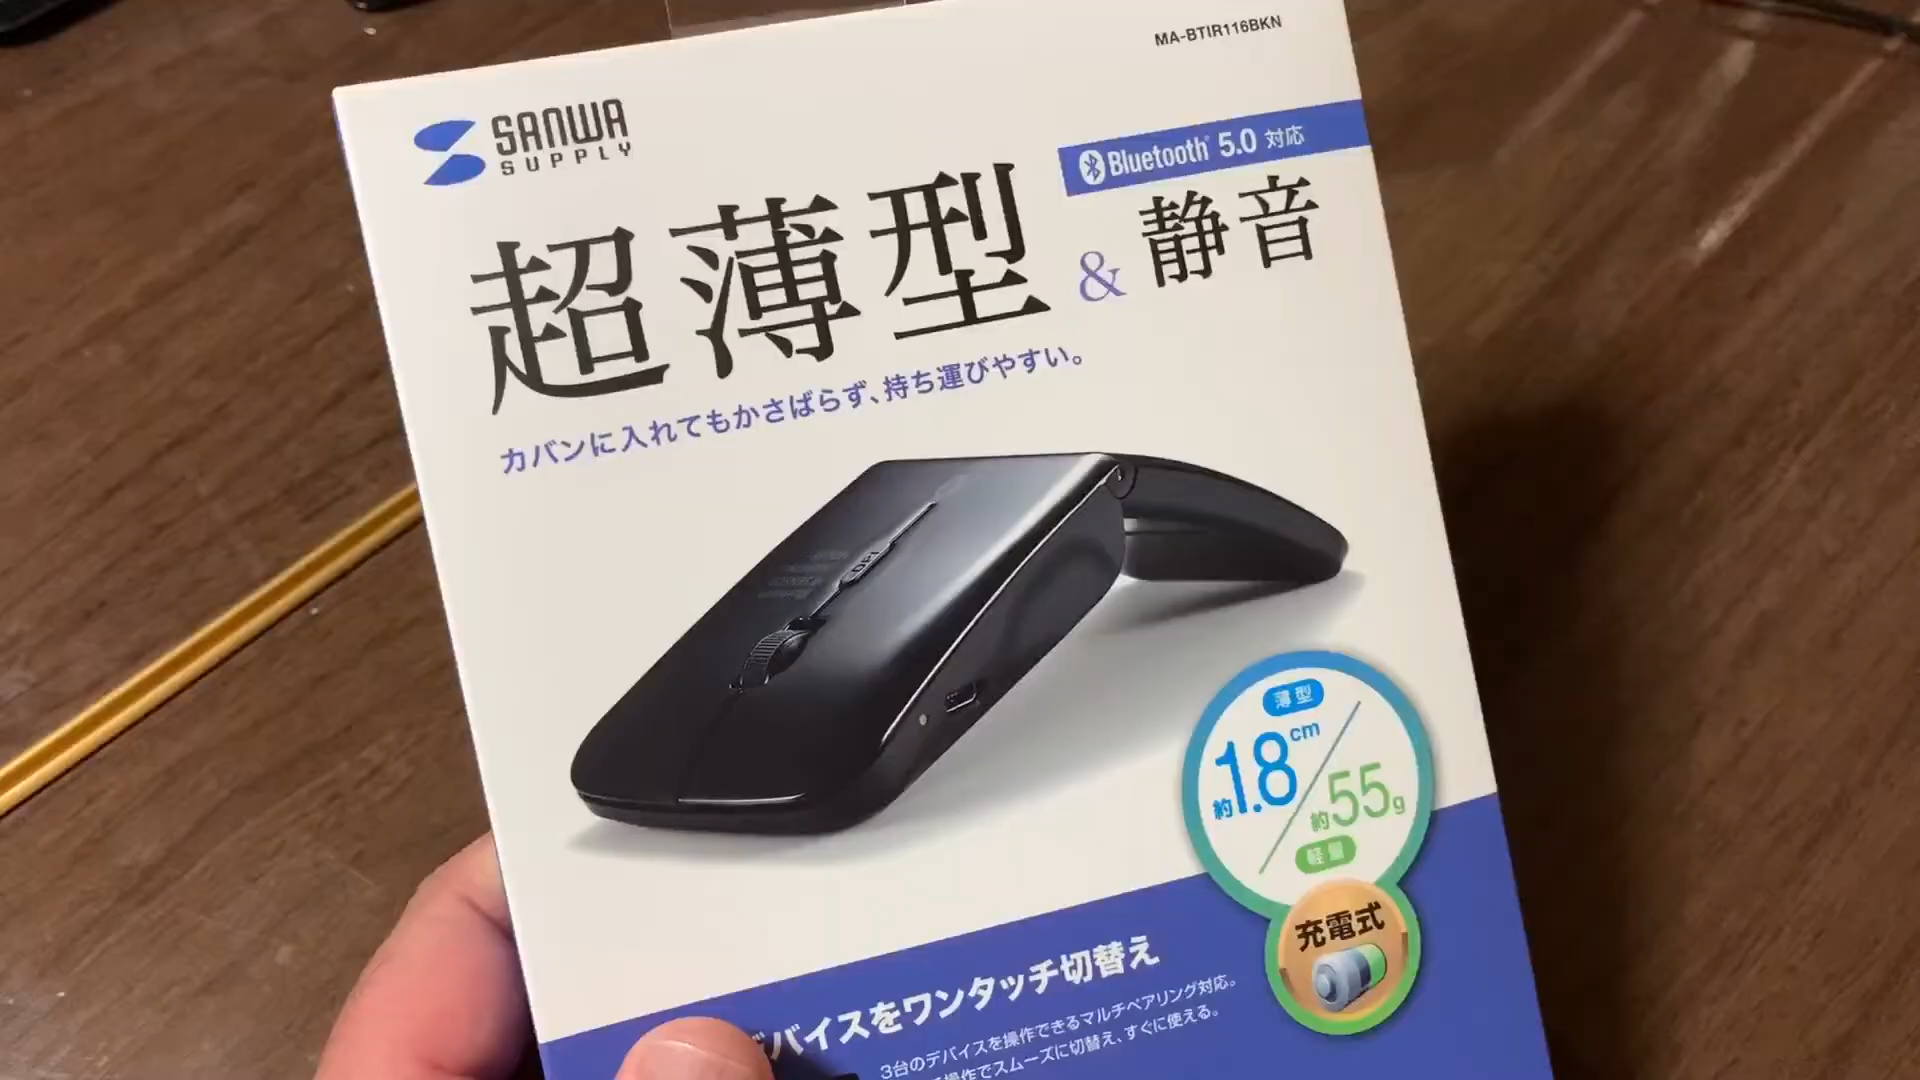 MA-BTIR116BKN
SANWA
SUPPLY
Bluetooth 5.0 対応
超薄型 & 静音
カバンに入れてもかさばらず、持ち運びやすい。
DPI
薄型
約1.8cm
約55g
軽量
充電式
デバイスをワンタッチ切替え
3台のデバイスを操作できるマルチペアリング対応。
操作でスムーズに切替え、すぐに使える。